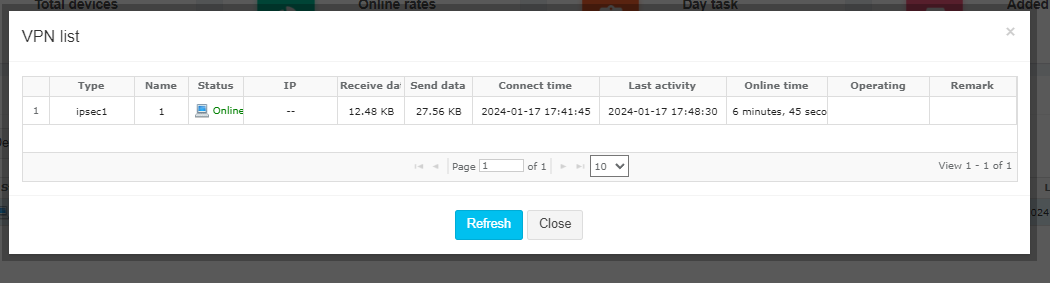 Total devices
Online rates
Day task
Added
VPN list
×
Type Name Status IP Receive dat Send data Connect time Last activity Online time Operating Remark
1 ipsec1 1 Online -- 12.48 KB 27.56 KB 2024-01-17 17:41:45 2024-01-17 17:48:30 6 minutes, 45 seco
Page 1 of 1 10 View 1 - 1 of 1
Refresh Close